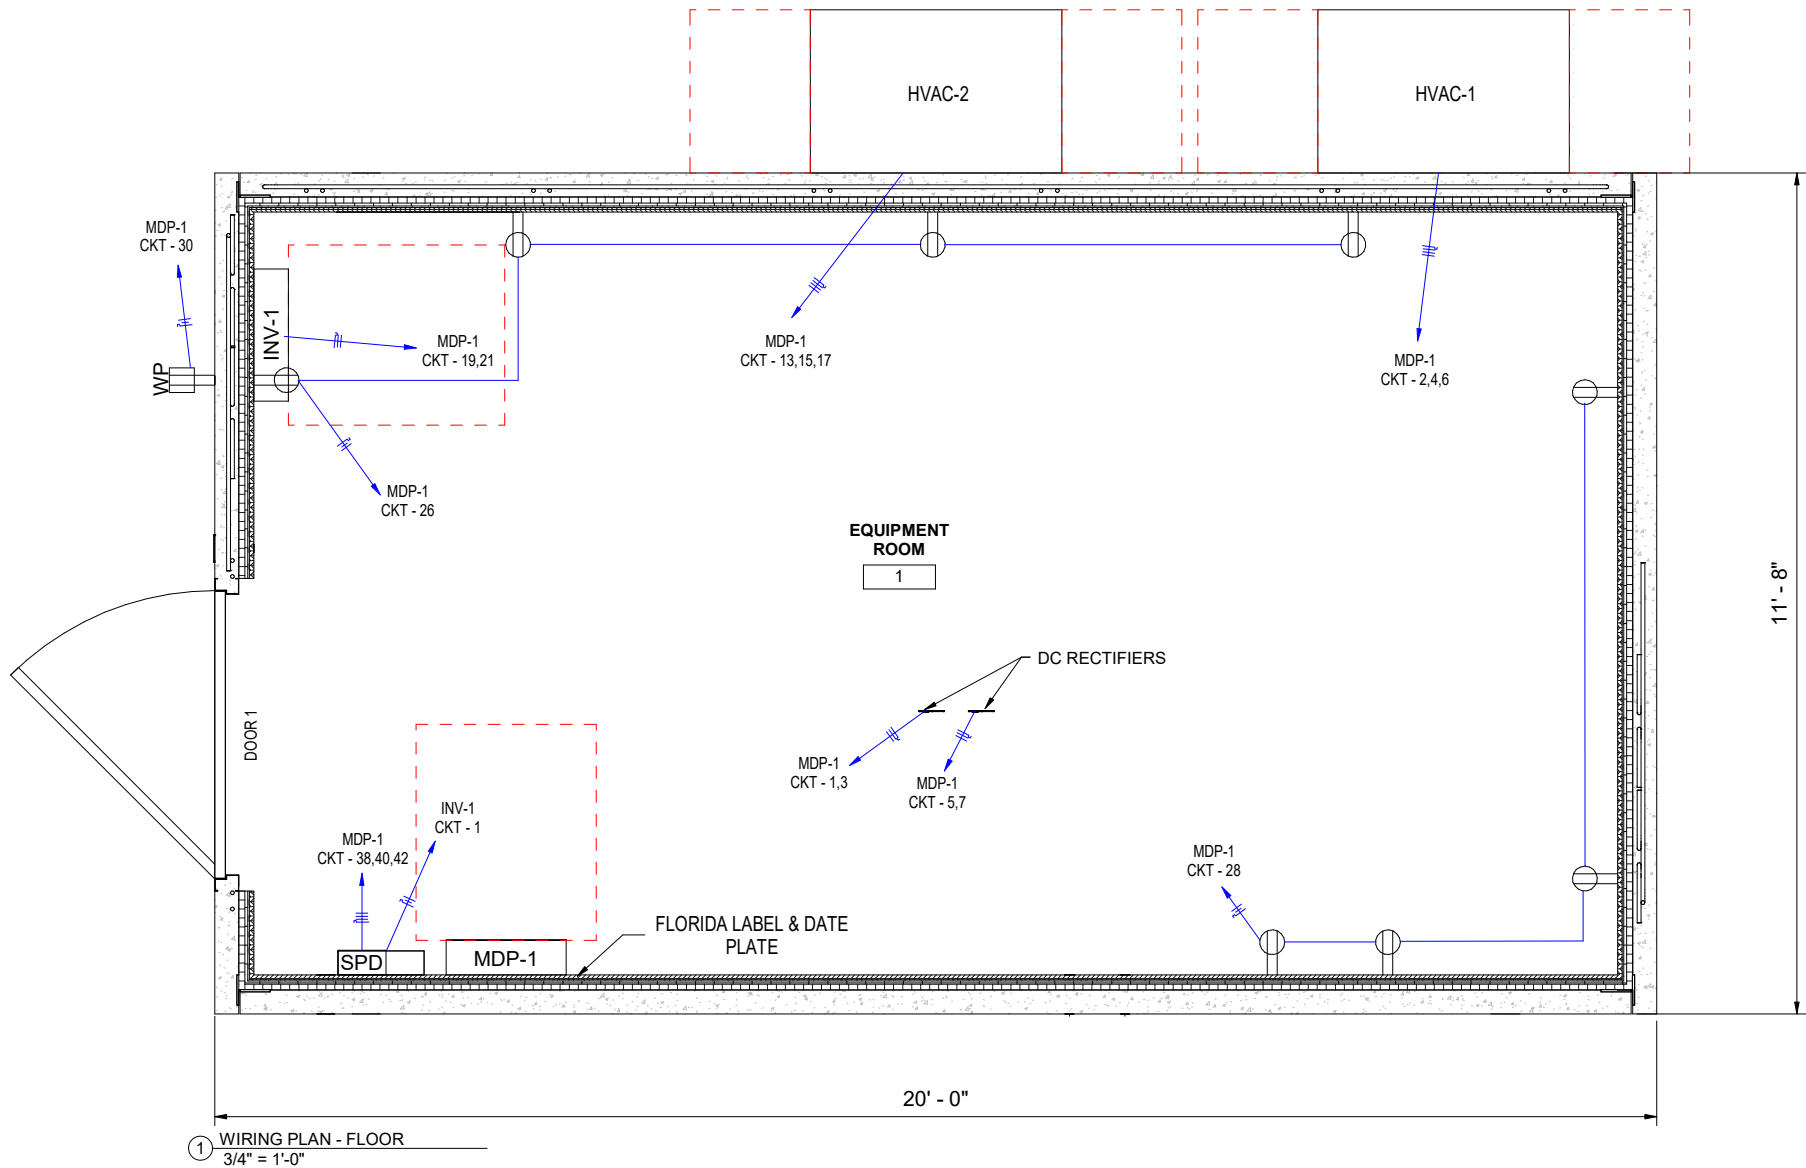 HVAC-2
HVAC-1
MDP-1
CKT - 30
INV-1
MDP-1
CKT - 19,21
MDP-1
CKT - 13,15,17
MDP-1
CKT - 2,4,6
WP
MDP-1
CKT - 26
EQUIPMENT
ROOM
1
11' - 8"
DC RECTIFIERS
DOOR 1
MDP-1
CKT - 1,3
MDP-1
CKT - 5,7
INV-1
CKT - 1
MDP-1
CKT - 38,40,42
MDP-1
CKT - 28
FLORIDA LABEL & DATE
PLATE
SPD
MDP-1
20' - 0"
1
WIRING PLAN - FLOOR
3/4" = 1'-0"